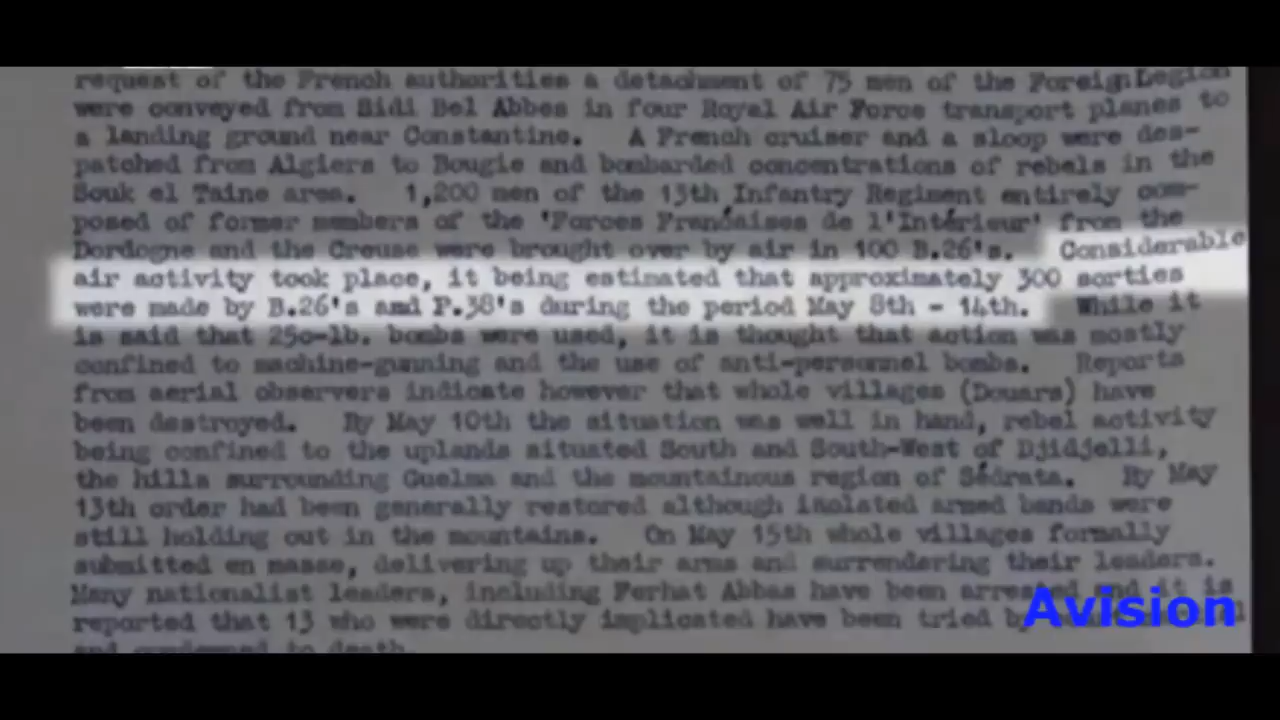 request of the French authorities a detachment of 75 men of the Foreign Legion
were conveyed from Sidi Bel Abbes in four Royal Air Force transport planes to
a landing ground near Constantine. A French cruiser and a sloop were des-
patched from Algiers to Bougie and bombarded concentrations of rebels in the
Souk el Taine area. 1,200 men of the 13th Infantry Regiment entirely com-
posed of former members of the 'Forces Francaises de l'Intérieur' from the
Dordogne and the Creuse were brought over by air in 100 B.26's. Considerable
air activity took place, it being estimated that approximately 300 sorties
were made by B.26's and P.38's during the period May 8th - 14th. While it
is said that 250-lb. bombs were used, it is thought that action was mostly
confined to machine-gunning and the use of anti-personnel bombs. Reports
from aerial observers indicate however that whole villages (Douars) have
been destroyed. By May 10th the situation was well in hand, rebel activity
being confined to the uplands situated South and South-West of Djidjelli,
the hills surrounding Guelma and the mountainous region of Sédrata. By May
13th order had been generally restored although isolated armed bands were
still holding out in the mountains. On May 15th whole villages formally
submitted en masse, delivering up their arms and surrendering their leaders.
Many nationalist leaders, including Ferhat Abbas have been arrested and it is
reported that 13 who were directly implicated have been tried by
and condemned to death.
Avision